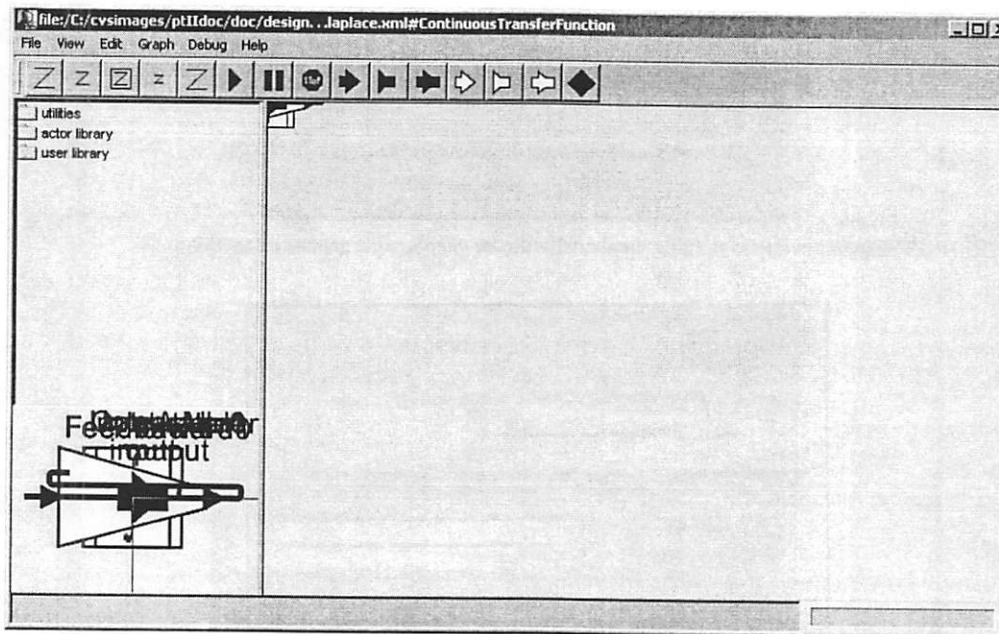 file:/C:/cvsimages/ptIIdoc/doc/design. . .laplace.xml#ContinuousTransferFunction
File View Edit Graph Debug Help
utilities
actor library
user library